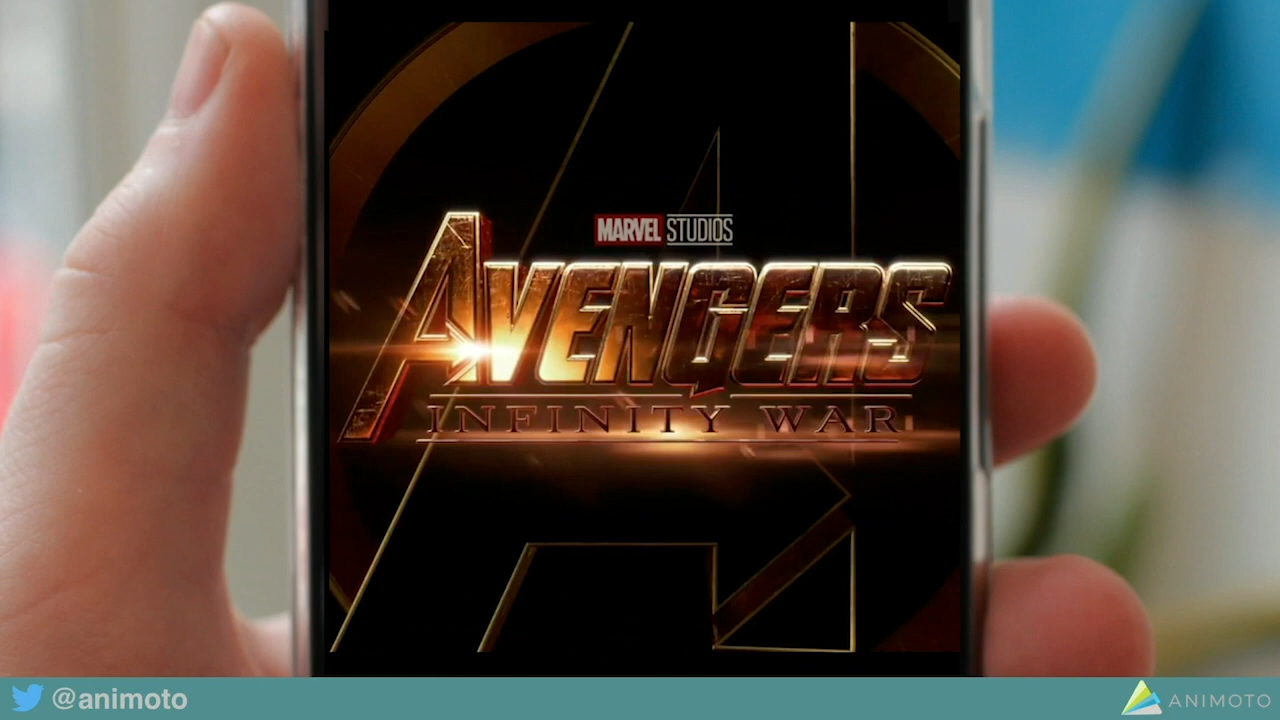 MARVEL STUDIOS
AVENGERS
INFINITY WAR
@animoto
ANIMOTO